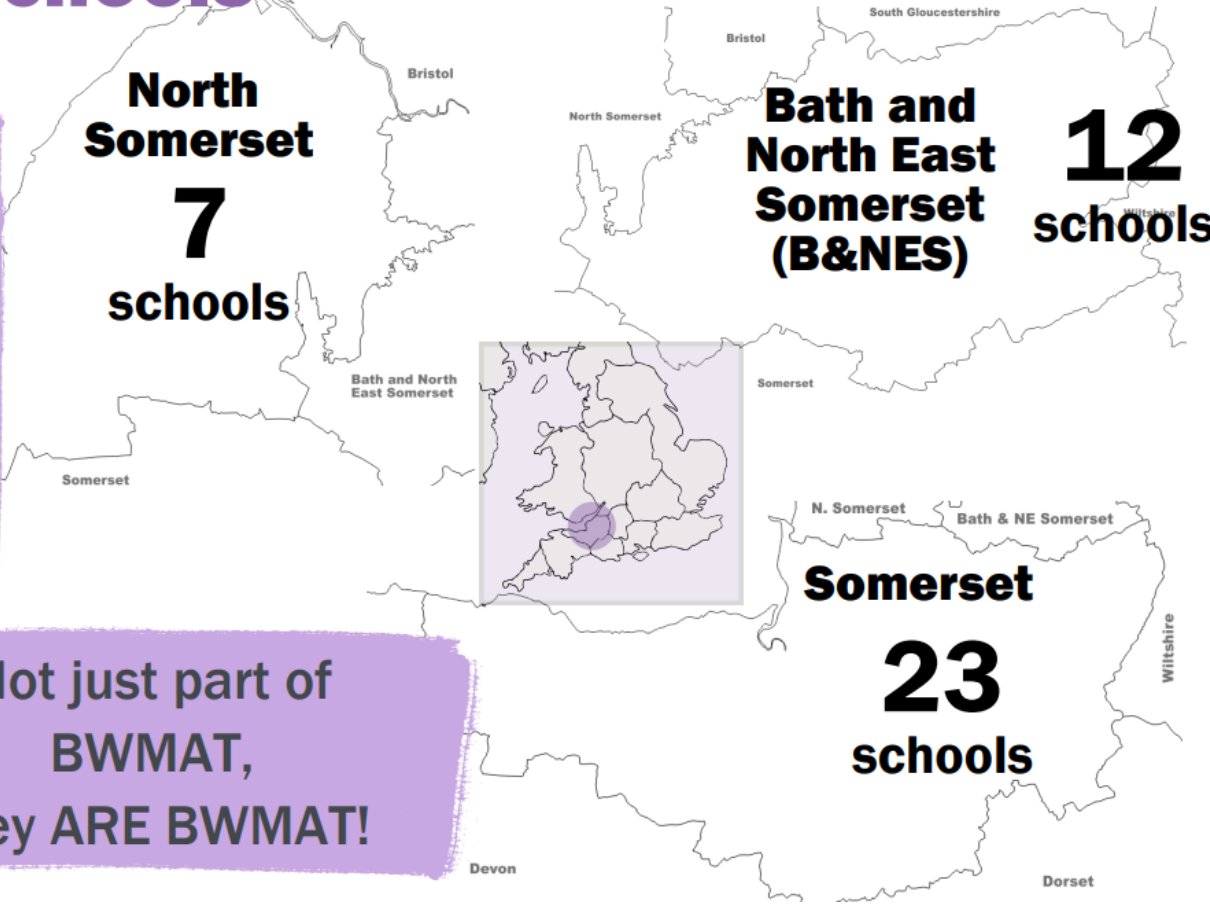 Bristol
North
Somerset
7
schools
Bath and North
East Somerset
Somerset
South Gloucestershire
Bristol
North Somerset
Bath and
North East
Somerset
(B&NES)
12
schools
Wiltshire
Somerset
N. Somerset
Bath & NE Somerset
Somerset
23
schools
Wiltshire
Devon
Dorset
just part of
BWMAT,
ARE BWMAT!